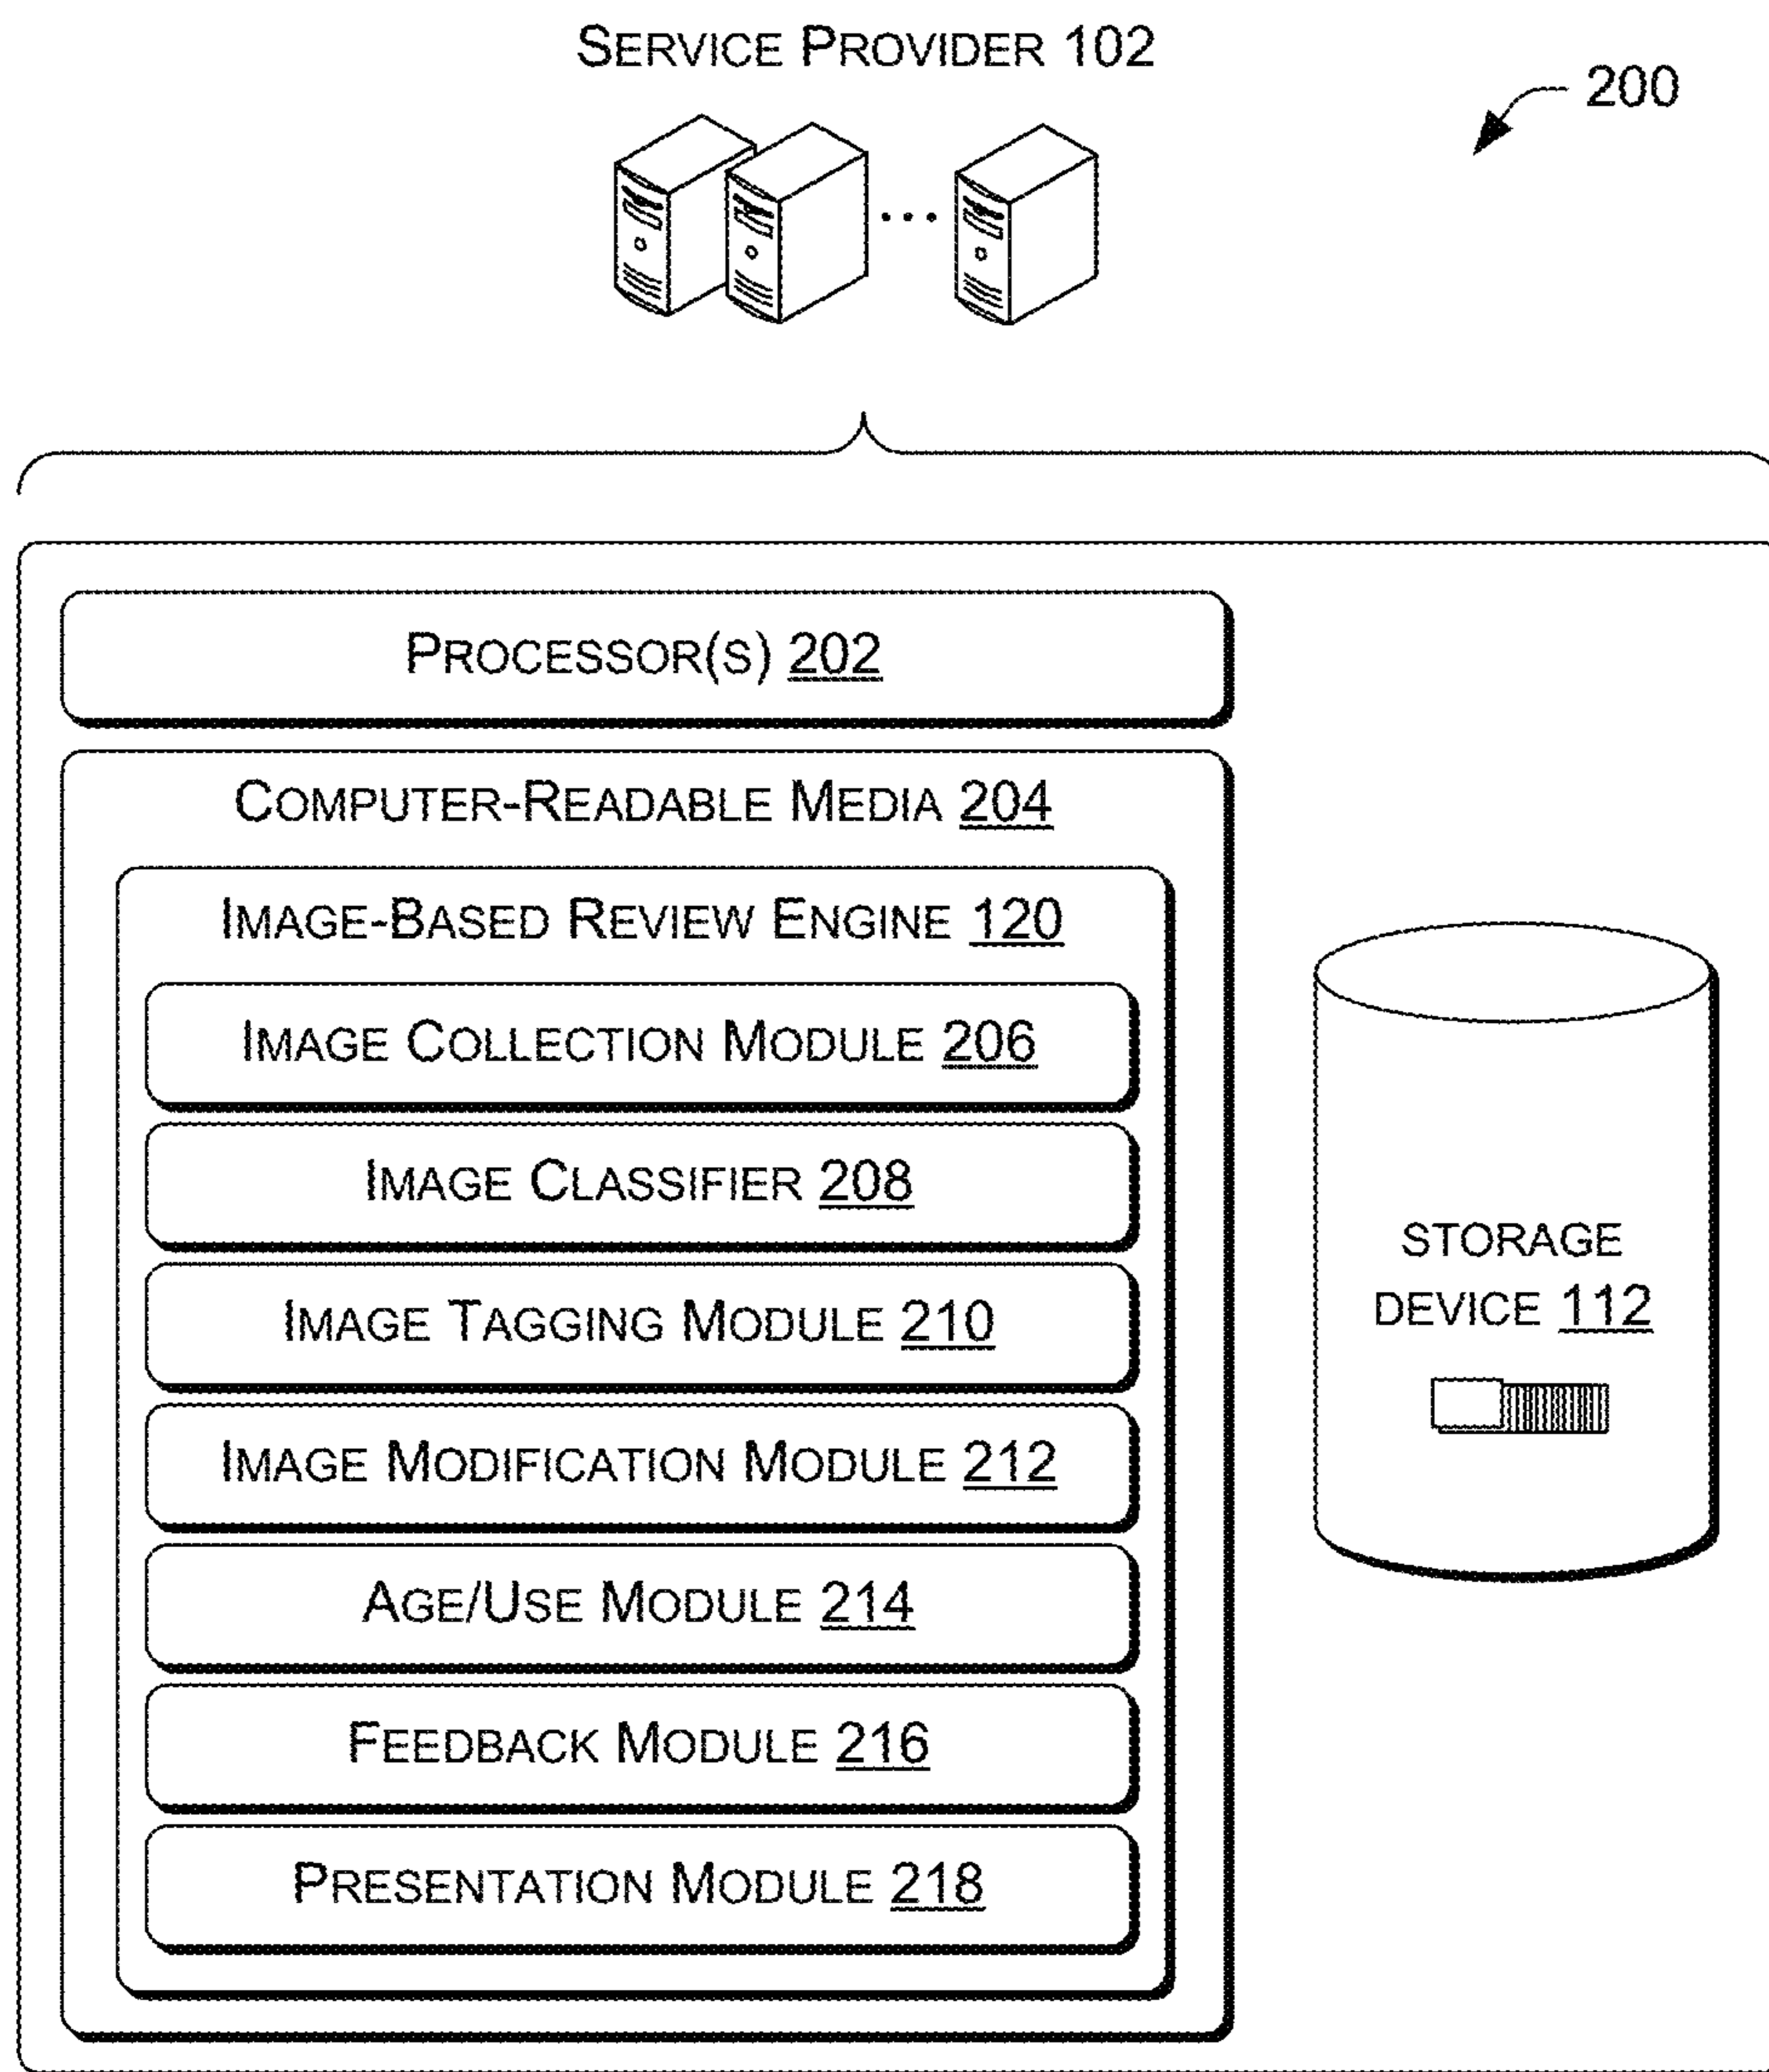 SERVICE PROVIDER 102
200
PROCESSOR(S) 202
COMPUTER-READABLE MEDIA 204
IMAGE-BASED REVIEW ENGINE 120
IMAGE COLLECTION MODULE 206
IMAGE CLASSIFIER 208
IMAGE TAGGING MODULE 210
IMAGE MODIFICATION MODULE 212
AGE/USE MODULE 214
FEEDBACK MODULE 216
PRESENTATION MODULE 218
STORAGE
DEVICE 112